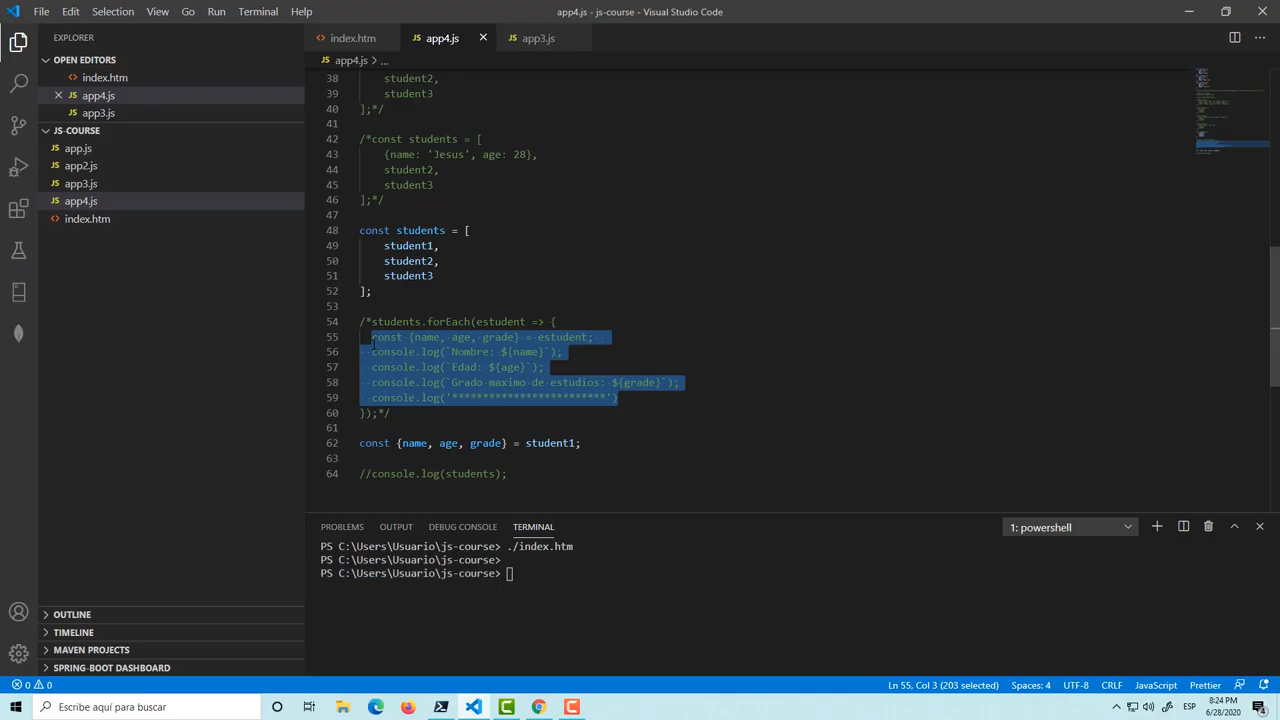 File Edit Selection View Go Run Terminal Help
app4.js - js-course - Visual Studio Code
EXPLORER
OPEN EDITORS
index.htm
app4.js
app3.js
JS-COURSE
app.js
app2.js
app3.js
app4.js
index.htm
OUTLINE
TIMELINE
MAVEN PROJECTS
SPRING-BOOT DASHBOARD
index.htm app4.js app3.js
app4.js > ...
38 student2,
39 student3
40 ];*/
41
42 /*const students = [
43 {name: 'Jesus', age: 28},
44 student2,
45 student3
46 ];*/
47
48 const students = [
49 student1,
50 student2,
51 student3
52 ];
53
54 /*students.forEach(estudent => {
55 const {name, age, grade} = estudent;
56 console.log(`Nombre: ${name}`);
57 console.log(`Edad: ${age}`);
58 console.log(`Grado maximo de estudios: ${grade}`);
59 console.log('*************************')
60 });*/
61
62 const {name, age, grade} = student1;
63
64 //console.log(students);
PROBLEMS OUTPUT DEBUG CONSOLE TERMINAL
1: powershell
PS C:\Users\Usuario\js-course> ./index.htm
PS C:\Users\Usuario\js-course>
PS C:\Users\Usuario\js-course>
0 0
Ln 55, Col 3 (203 selected) Spaces: 4 UTF-8 CRLF JavaScript Prettier
Escribe aquí para buscar
ESP
8:24 PM
6/28/2020